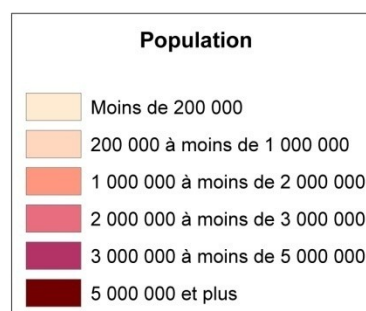 Population
Moins de 200 000
200 000 à moins de 1 000 000
1 000 000 à moins de 2 000 000
2 000 000 à moins de 3 000 000
3 000 000 à moins de 5 000 000
5 000 000 et plus